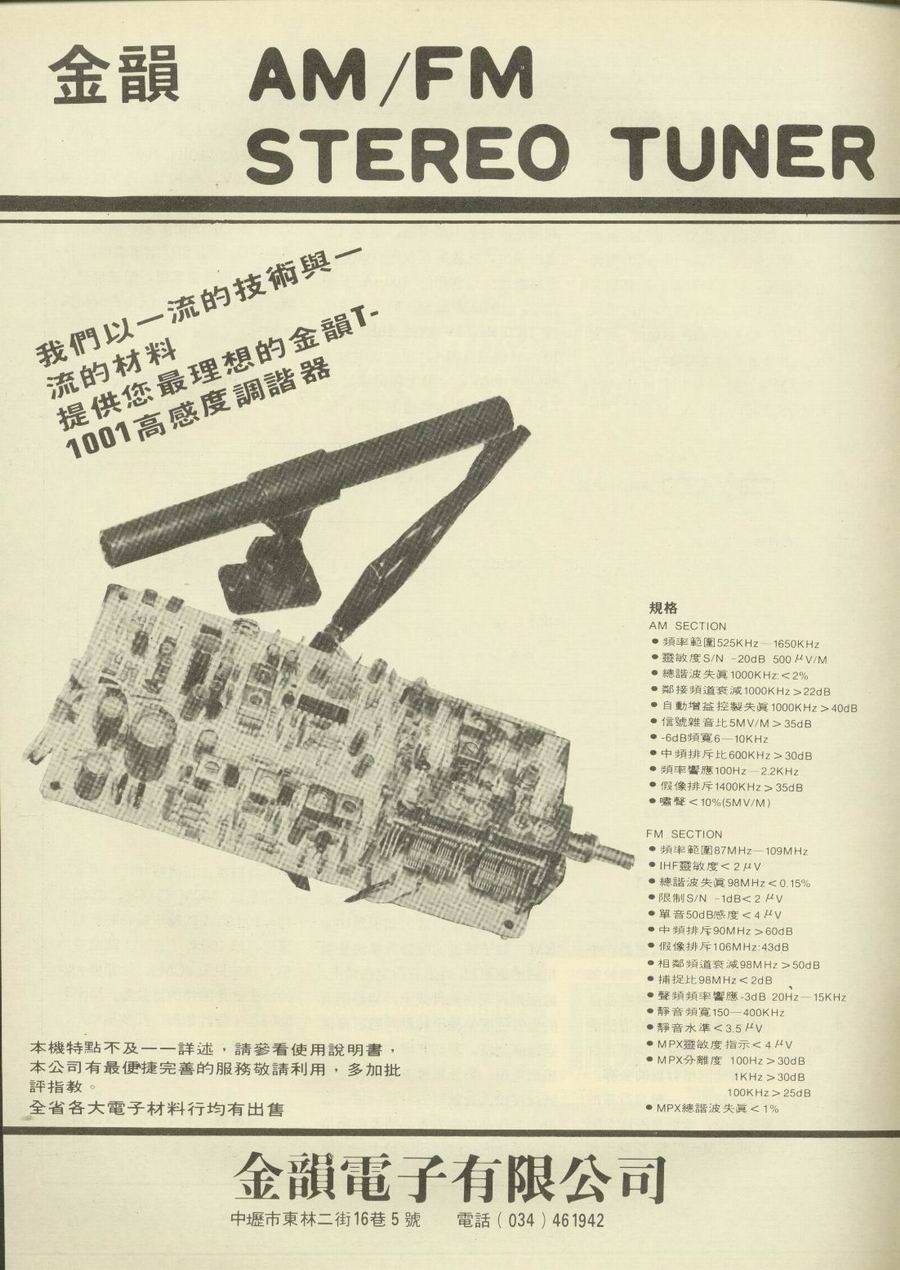 金韻 AM/FM
STEREO TUNER
我們以一流的技術與一
流的材料
提供您最理想的金韻T-
1001高感度調諧器
規格
AM SECTION
●頻率範圍525KHz—1650KHz
●靈敏度S/N -20dB 500μV/M
●總諧波失眞1000KHz:<2%
●鄰接頻道衰減1000KHz>22dB
●自動增益控製失眞1000KHz>40dB
●信號雜音比5MV/M>35dB
●-6dB頻寬6—10KHz
●中頻排斥比600KHz>30dB
●頻率響應100Hz—2.2KHz
●假像排斥1400KHz>35dB
●嘯聲<10%(5MV/M)
FM SECTION
●頻率範圍87MHz—109MHz
●IHF靈敏度<2μV
●總諧波失眞98MHz<0.15%
●限制S/N -1dB<2μV
●單音50dB感度<4μV
●中頻排斥90MHz>60dB
●假像排斥106MHz:43dB
●相鄰頻道衰減98MHz>50dB
●捕捉比98MHz<2dB
●聲頻頻率響應-3dB 20Hz—15KHz
●靜音頻寬150—400KHz
●靜音水準<3.5μV
●MPX靈敏度指示<4μV
●MPX分離度 100Hz>30dB
1KHz>30dB
100KHz>25dB
●MPX總諧波失眞<1%
本機特點不及一一詳述，請參看使用說明書，
本公司有最便捷完善的服務敬請利用，多加批
評指教。
全省各大電子材料行均有出售
金韻電子有限公司
中壢市東林二街16巷5號 電話(034)461942